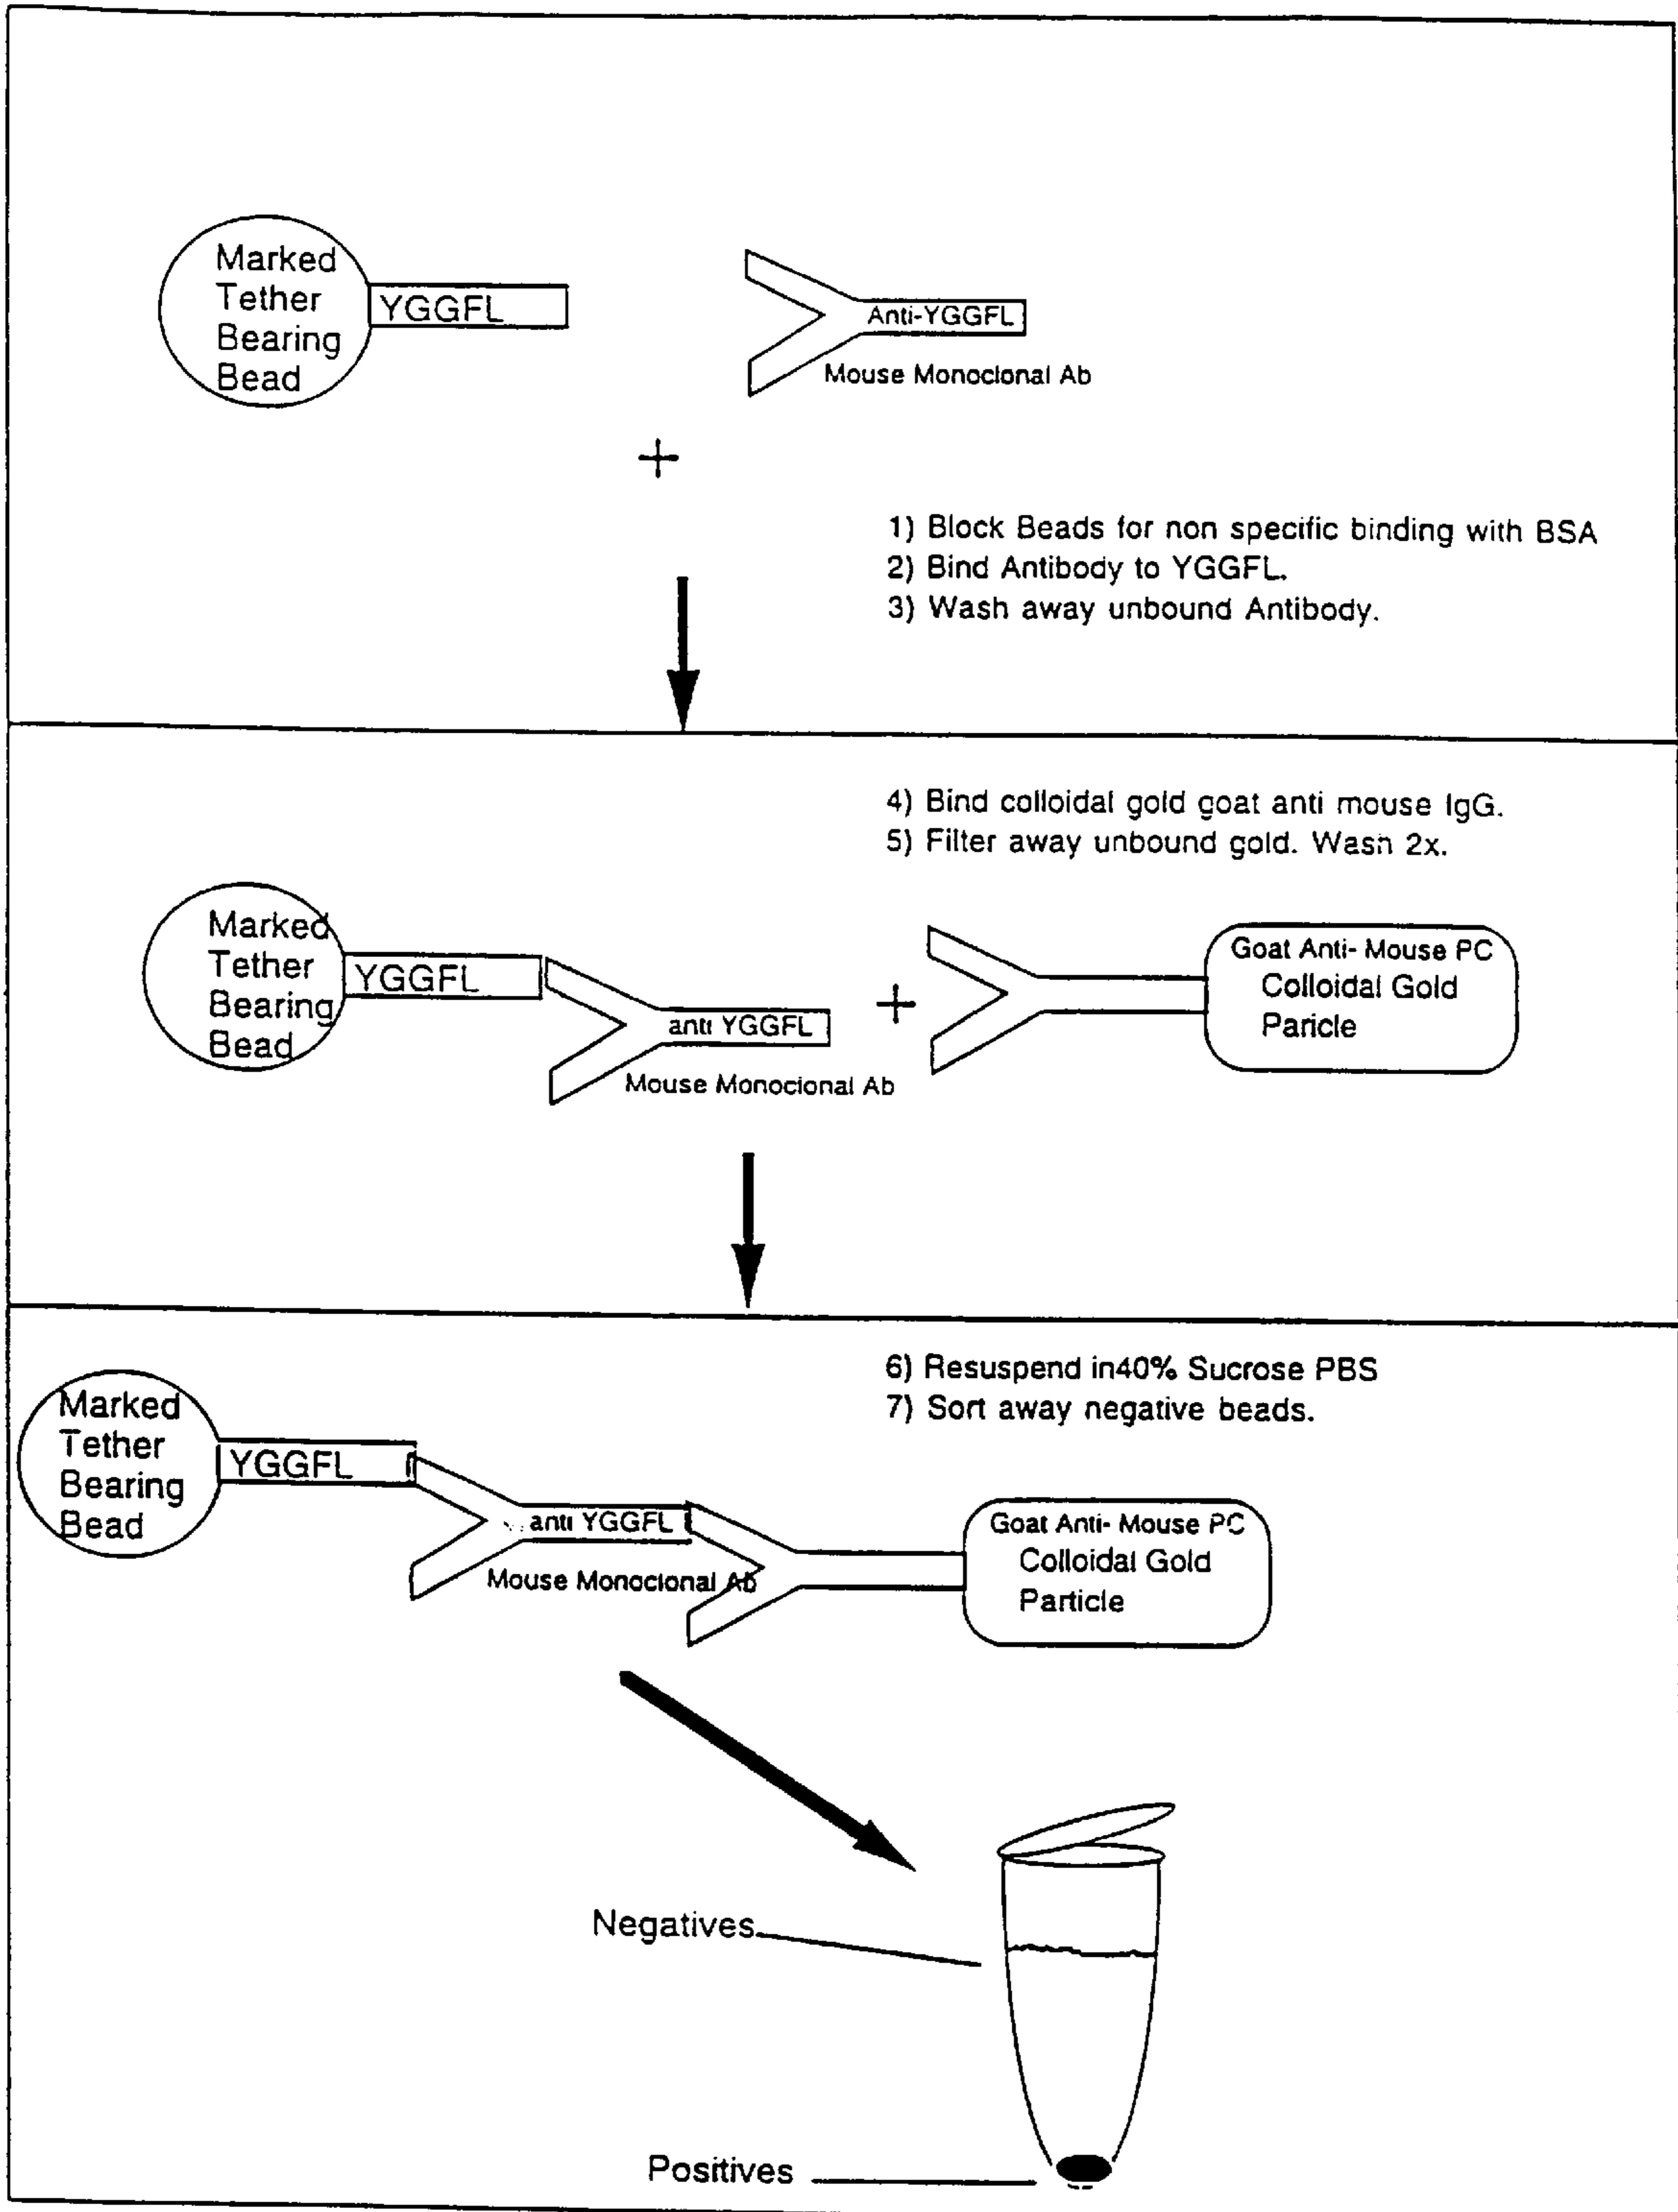 Marked
Tether
Bearing
Bead
YGGFL
Anti-YGGFL
Mouse Monoclonal Ab
+
1) Block Beads for non specific binding with BSA
2) Bind Antibody to YGGFL.
3) Wash away unbound Antibody.
4) Bind colloidal gold goat anti mouse IgG.
5) Filter away unbound gold. Wash 2x.
Marked
Tether
Bearing
Bead
YGGFL
anti YGGFL
Mouse Monoclonal Ab
+
Goat Anti- Mouse PC
Colloidal Gold
Paricle
6) Resuspend in40% Sucrose PBS
7) Sort away negative beads.
Marked
Tether
Bearing
Bead
YGGFL
anti YGGFL
Mouse Monoclonal Ab
Goat Anti- Mouse PC
Colloidal Gold
Particle
Negatives
Positives